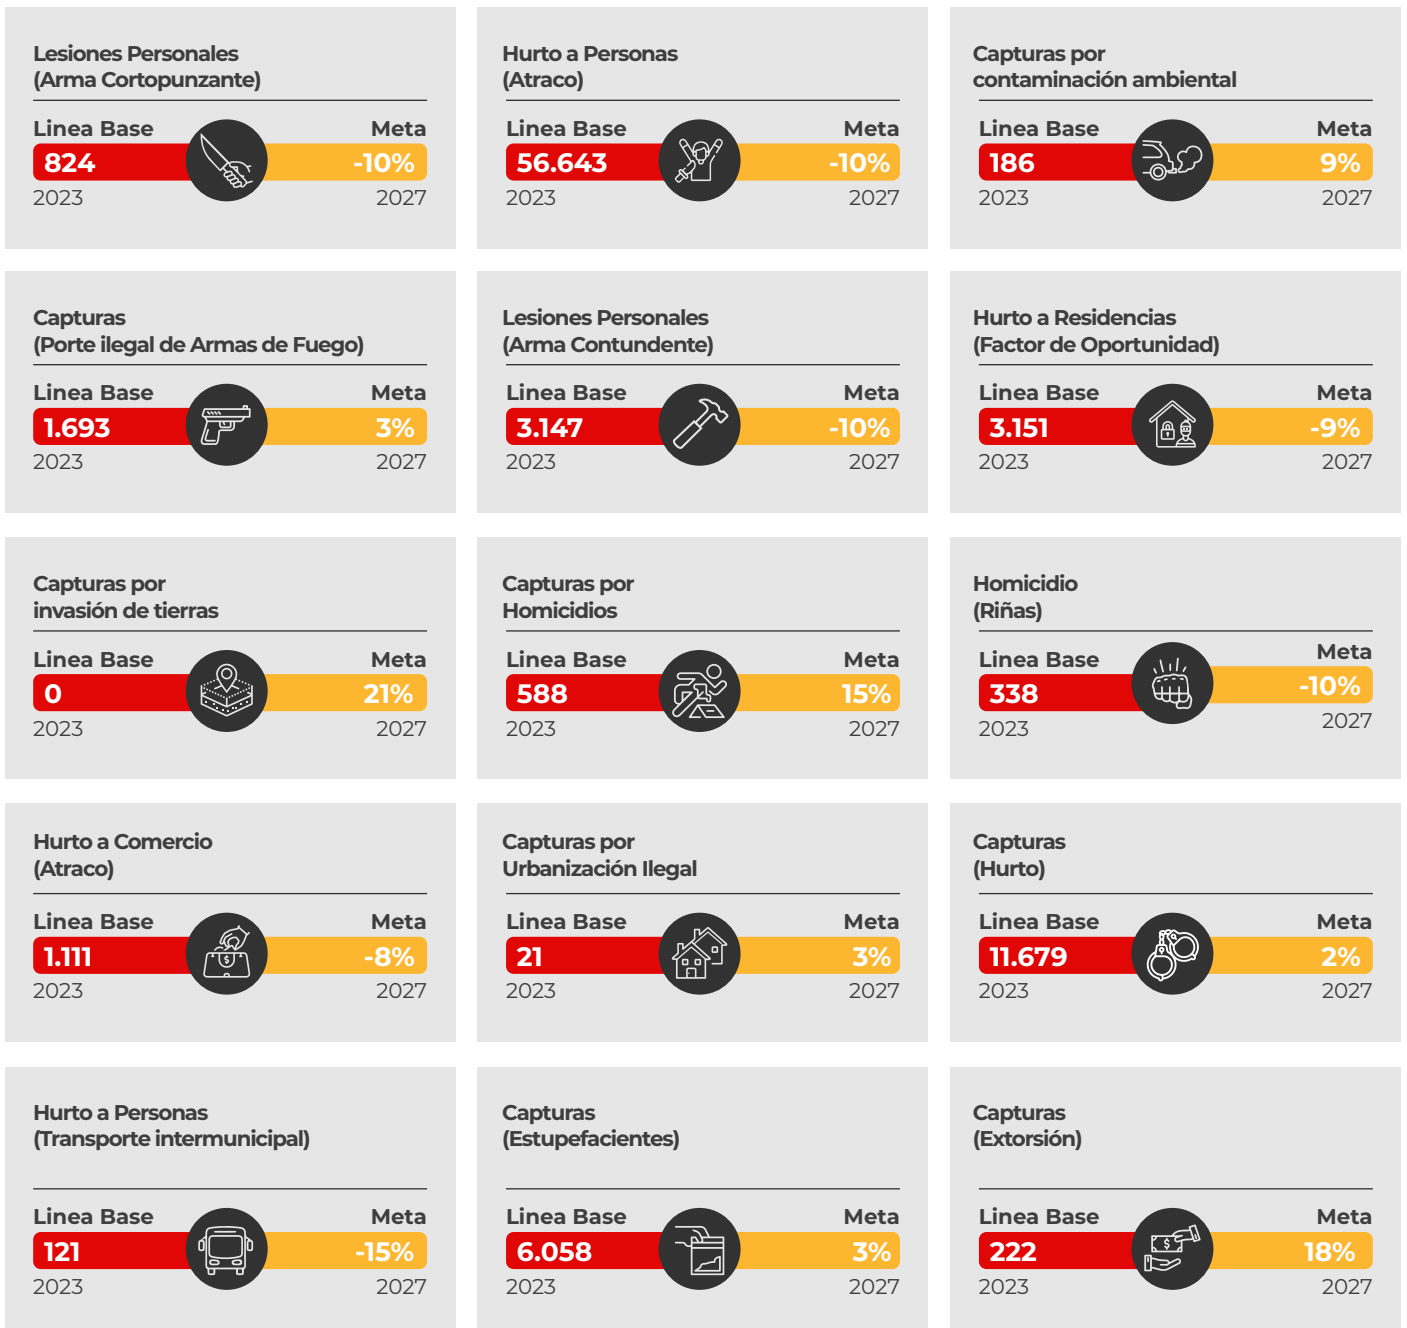 Lesiones Personales
(Arma Cortopunzante)
Linea Base Meta
824 -10%
2023 2027
Hurto a Personas
(Atraco)
Linea Base Meta
56.643 -10%
2023 2027
Capturas por
contaminación ambiental
Linea Base Meta
186 9%
2023 2027
Capturas
(Porte ilegal de Armas de Fuego)
Linea Base Meta
1.693 3%
2023 2027
Lesiones Personales
(Arma Contundente)
Linea Base Meta
3.147 -10%
2023 2027
Hurto a Residencias
(Factor de Oportunidad)
Linea Base Meta
3.151 -9%
2023 2027
Capturas por
invasión de tierras
Linea Base Meta
0 21%
2023 2027
Capturas por
Homicidios
Linea Base Meta
588 15%
2023 2027
Homicidio
(Riñas)
Linea Base Meta
338 -10%
2023 2027
Hurto a Comercio
(Atraco)
Linea Base Meta
1.111 -8%
2023 2027
Capturas por
Urbanización Ilegal
Linea Base Meta
21 3%
2023 2027
Capturas
(Hurto)
Linea Base Meta
11.679 2%
2023 2027
Hurto a Personas
(Transporte intermunicipal)
Linea Base Meta
121 -15%
2023 2027
Capturas
(Estupefacientes)
Linea Base Meta
6.058 3%
2023 2027
Capturas
(Extorsión)
Linea Base Meta
222 18%
2023 2027